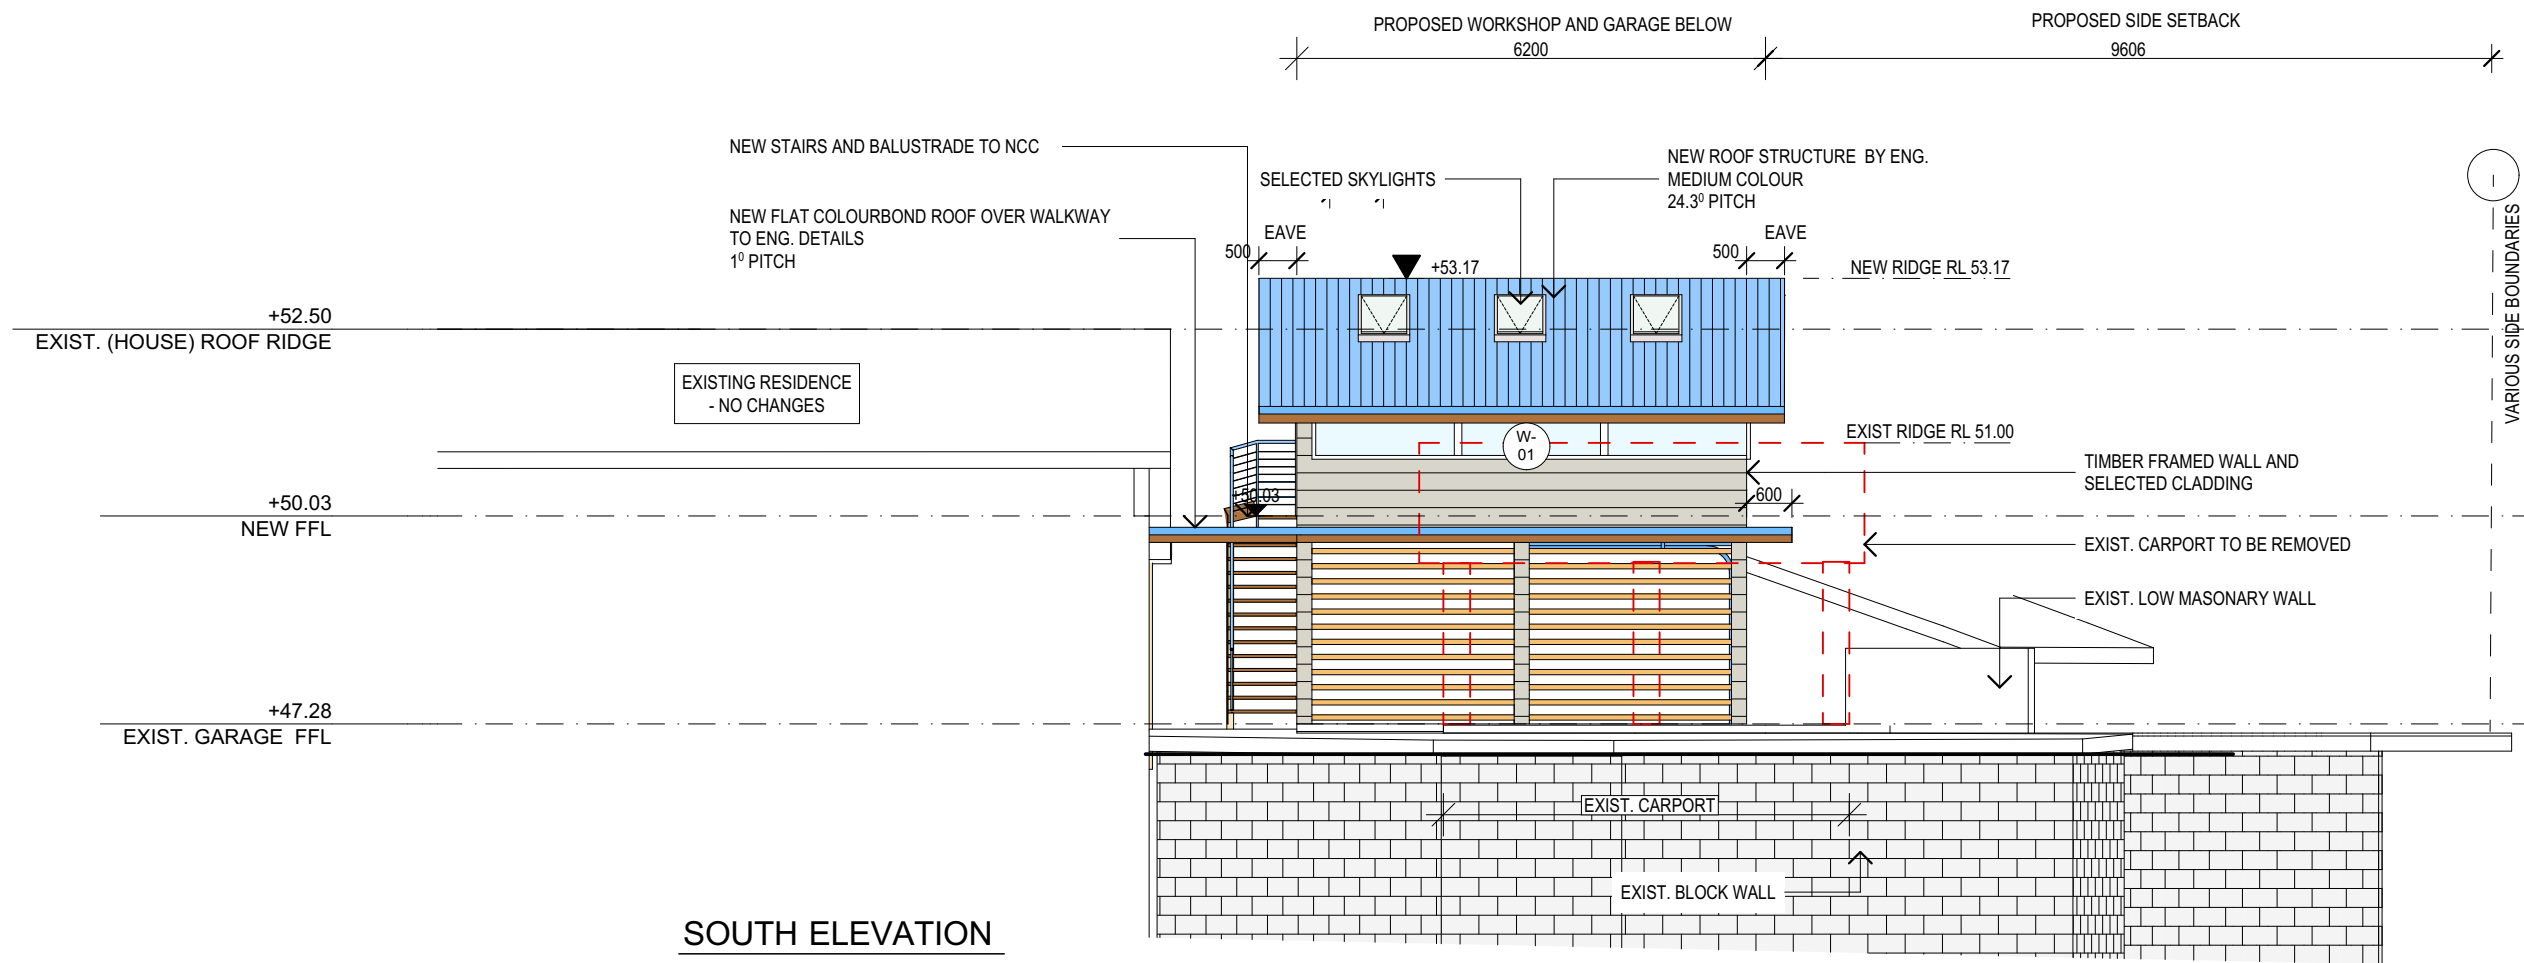 PROPOSED WORKSHOP AND GARAGE BELOW
6200
PROPOSED SIDE SETBACK
9606
NEW STAIRS AND BALUSTRADE TO NCC
SELECTED SKYLIGHTS
NEW ROOF STRUCTURE BY ENG.
MEDIUM COLOUR
24.3⁰ PITCH
NEW FLAT COLOURBOND ROOF OVER WALKWAY
TO ENG. DETAILS
1⁰ PITCH
EAVE
500
EAVE
500
+53.17
NEW RIDGE RL 53.17
VARIOUS SIDE BOUNDARIES
+52.50
EXIST. (HOUSE) ROOF RIDGE
EXISTING RESIDENCE
- NO CHANGES
W-
01
EXIST RIDGE RL 51.00
TIMBER FRAMED WALL AND
SELECTED CLADDING
+50.03
NEW FFL
+50.03
600
EXIST. CARPORT TO BE REMOVED
EXIST. LOW MASONARY WALL
+47.28
EXIST. GARAGE FFL
EXIST. CARPORT
EXIST. BLOCK WALL
SOUTH ELEVATION